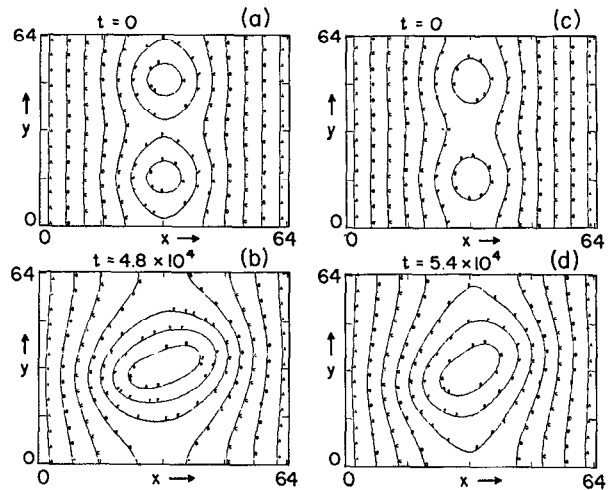 t = 0 (a)
64
↑
y
0
0 x → 64
t = 0 (c)
64
↑
y
0
0 x → 64
t = 4.8 × 10⁴ (b)
64
↑
y
0
0 x → 64
t = 5.4 × 10⁴ (d)
64
↑
y
0
0 x → 64